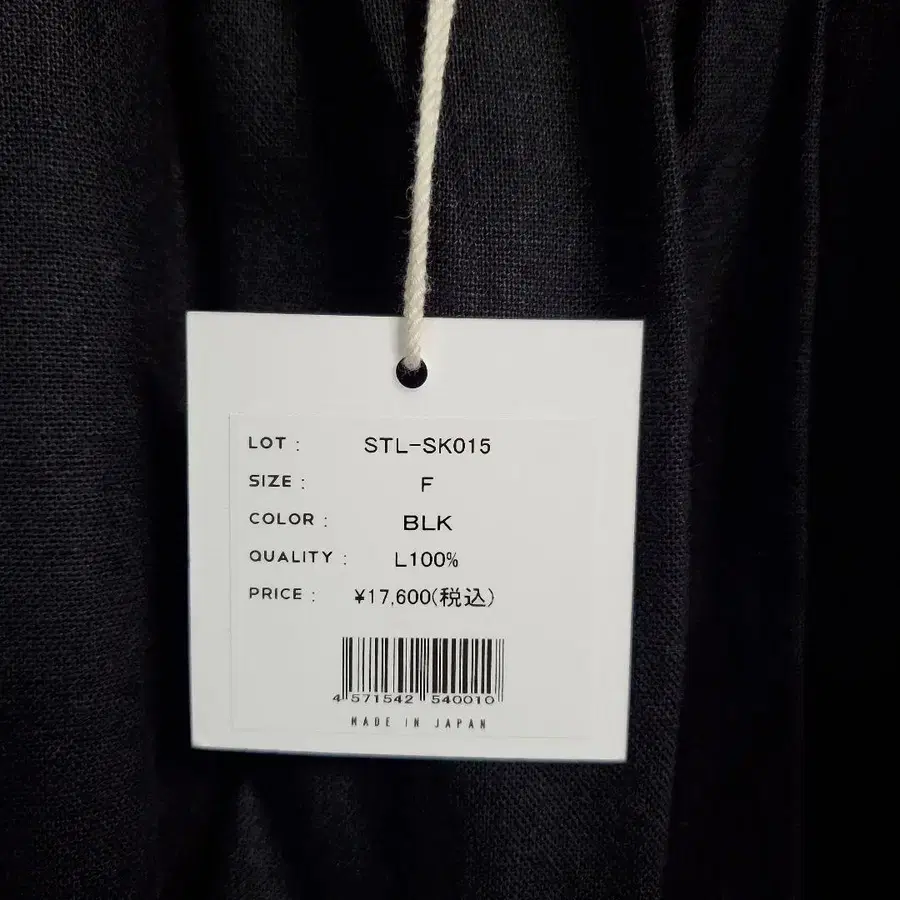 LOT : STL-SK015
SIZE : F
COLOR : BLK
QUALITY : L100%
PRICE : ¥17,600(税込)
4 571542 540010
MADE IN JAPAN